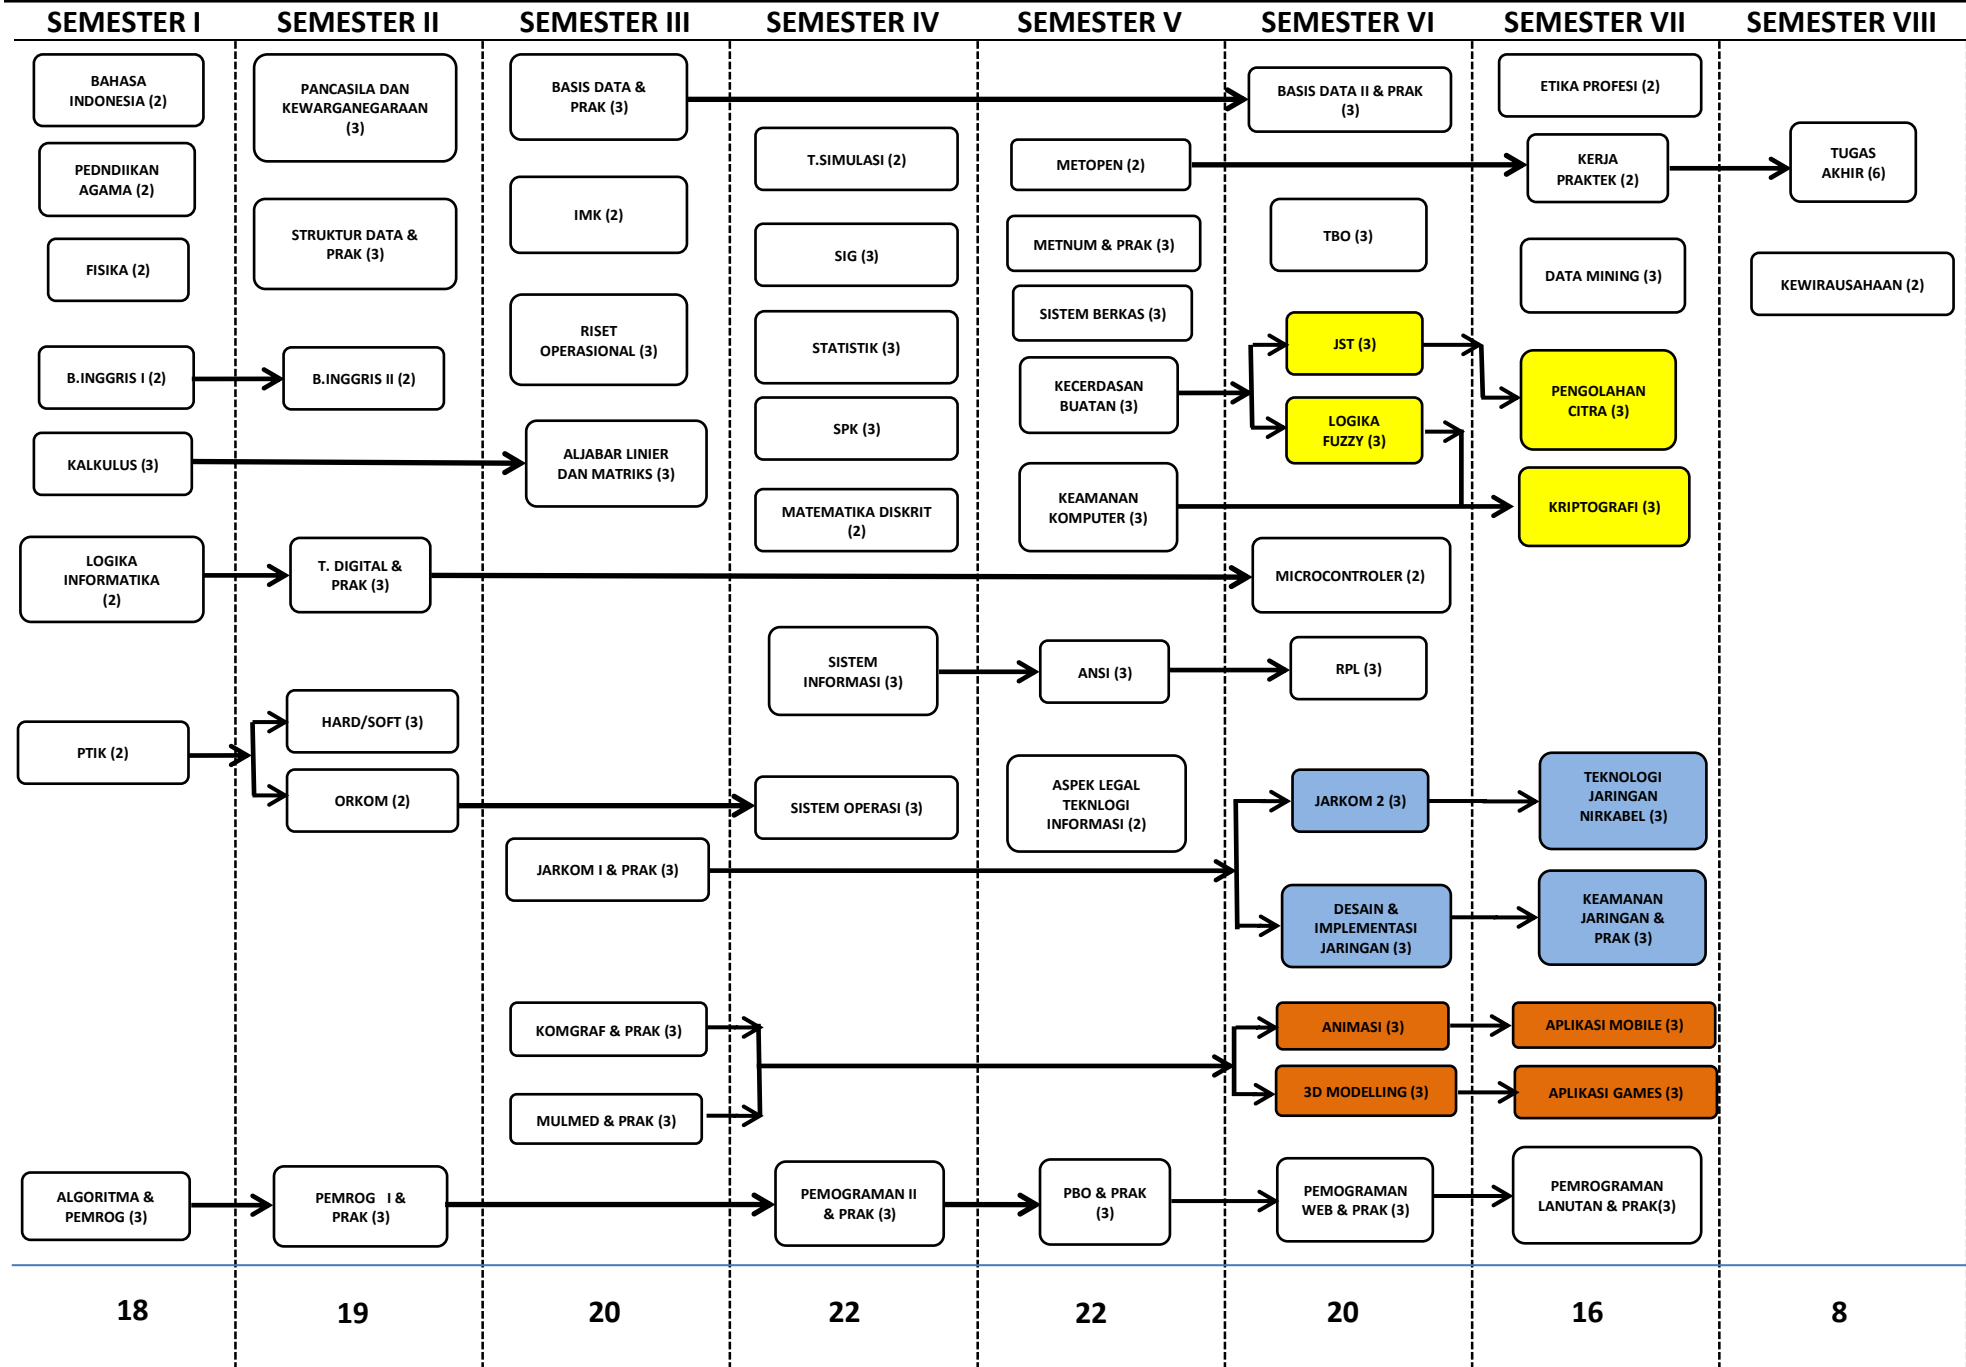 SEMESTER I
SEMESTER II
SEMESTER III
SEMESTER IV
SEMESTER V
SEMESTER VI
SEMESTER VII
SEMESTER VIII
BAHASA
INDONESIA (2)
PEDNDIIKAN
AGAMA (2)
FISIKA (2)
B.INGGRIS I (2)
KALKULUS (3)
LOGIKA
INFORMATIKA
(2)
PTIK (2)
ALGORITMA &
PEMROG (3)
18
PANCASILA DAN
KEWARGANEGARAAN
(3)
STRUKTUR DATA &
PRAK (3)
B.INGGRIS II (2)
T. DIGITAL &
PRAK (3)
HARD/SOFT (3)
ORKOM (2)
PEMROG I &
PRAK (3)
19
BASIS DATA &
PRAK (3)
IMK (2)
RISET
OPERASIONAL (3)
ALJABAR LINIER
DAN MATRIKS (3)
JARKOM I & PRAK (3)
KOMGRAF & PRAK (3)
MULMED & PRAK (3)
20
T.SIMULASI (2)
SIG (3)
STATISTIK (3)
SPK (3)
MATEMATIKA DISKRIT
(2)
SISTEM
INFORMASI (3)
SISTEM OPERASI (3)
PEMOGRAMAN II
& PRAK (3)
22
METOPEN (2)
METNUM & PRAK (3)
SISTEM BERKAS (3)
KECERDASAN
BUATAN (3)
KEAMANAN
KOMPUTER (3)
ANSI (3)
ASPEK LEGAL
TEKNLOGI
INFORMASI (2)
PBO & PRAK
(3)
22
BASIS DATA II & PRAK
(3)
TBO (3)
JST (3)
LOGIKA
FUZZY (3)
MICROCONTROLER (2)
RPL (3)
JARKOM 2 (3)
DESAIN &
IMPLEMENTASI
JARINGAN (3)
ANIMASI (3)
3D MODELLING (3)
PEMOGRAMAN
WEB & PRAK (3)
20
ETIKA PROFESI (2)
KERJA
PRAKTEK (2)
DATA MINING (3)
PENGOLAHAN
CITRA (3)
KRIPTOGRAFI (3)
TEKNOLOGI
JARINGAN
NIRKABEL (3)
KEAMANAN
JARINGAN &
PRAK (3)
APLIKASI MOBILE (3)
APLIKASI GAMES (3)
PEMROGRAMAN
LANUTAN & PRAK(3)
16
TUGAS
AKHIR (6)
KEWIRAUSAHAAN (2)
8